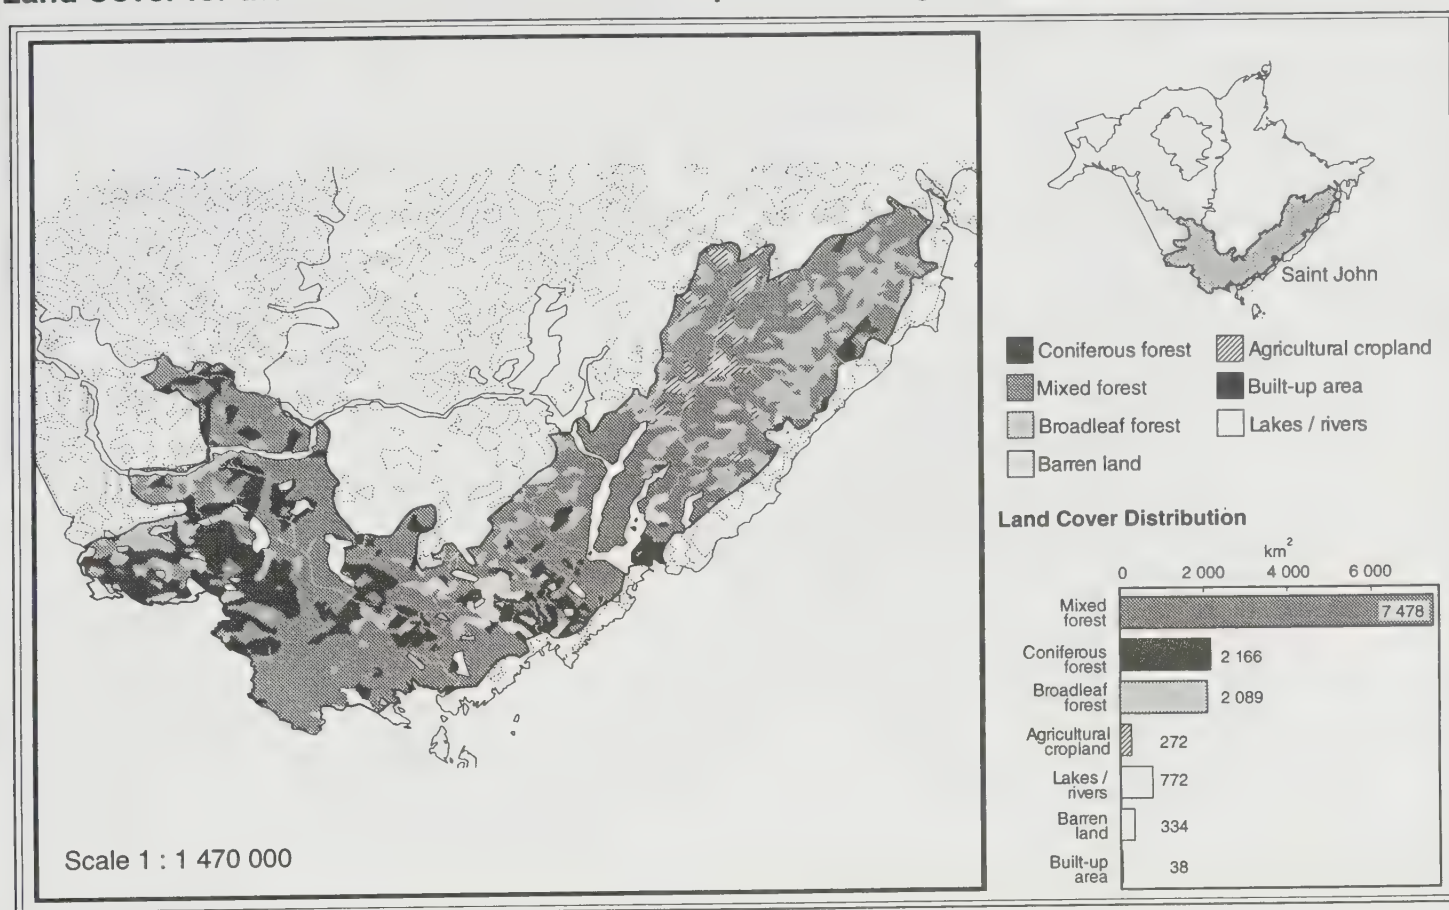 Land Cover for
Saint John
Coniferous forest
Agricultural cropland
Mixed forest
Built-up area
Broadleaf forest
Lakes / rivers
Barren land
Land Cover Distribution
km²
0 2 000 4 000 6 000
Mixed
forest
7 478
Coniferous
forest
2 166
Broadleaf
forest
2 089
Agricultural
cropland
272
Lakes /
rivers
772
Barren
land
334
Built-up
area
38
Scale 1 : 1 470 000